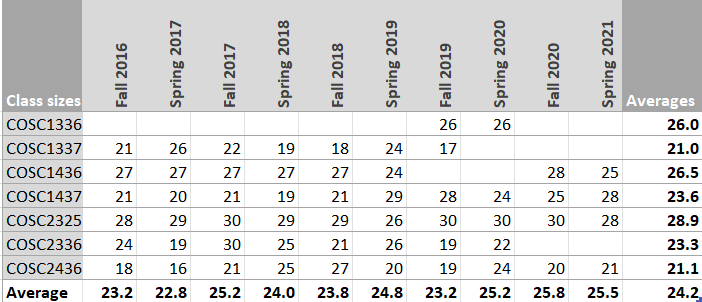 Class sizes Fall 2016 Spring 2017 Fall 2017 Spring 2018 Fall 2018 Spring 2019 Fall 2019 Spring 2020 Fall 2020 Spring 2021 Averages
COSC1336 26 26 26.0
COSC1337 21 26 22 19 18 24 17 21.0
COSC1436 27 27 27 27 27 24 28 25 26.5
COSC1437 21 20 21 19 21 29 28 24 25 28 23.6
COSC2325 28 29 30 29 29 26 30 30 30 28 28.9
COSC2336 24 19 30 25 21 26 19 22 23.3
COSC2436 18 16 21 25 27 20 19 24 20 21 21.1
Average 23.2 22.8 25.2 24.0 23.8 24.8 23.2 25.2 25.8 25.5 24.2